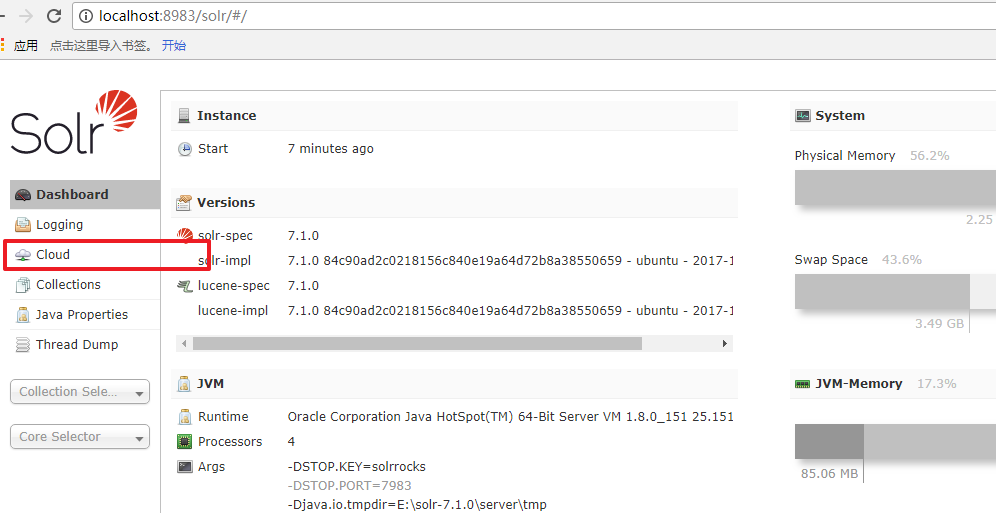 localhost:8983/solr/#/
应用 点击这里导入书签。 开始
Solr
Dashboard
Logging
Cloud
Collections
Java Properties
Thread Dump
Collection Sele...
Core Selector
Instance
Start 7 minutes ago
Versions
solr-spec 7.1.0
solr-impl 7.1.0 84c90ad2c0218156c840e19a64d72b8a38550659 - ubuntu - 2017-1
lucene-spec 7.1.0
lucene-impl 7.1.0 84c90ad2c0218156c840e19a64d72b8a38550659 - ubuntu - 2017-1
JVM
Runtime Oracle Corporation Java HotSpot(TM) 64-Bit Server VM 1.8.0_151 25.151
Processors 4
Args -DSTOP.KEY=solrrocks
-DSTOP.PORT=7983
-Djava.io.tmpdir=E:\solr-7.1.0\server\tmp
System
Physical Memory 56.2%
2.25
Swap Space 43.6%
3.49 GB
JVM-Memory 17.3%
85.06 MB